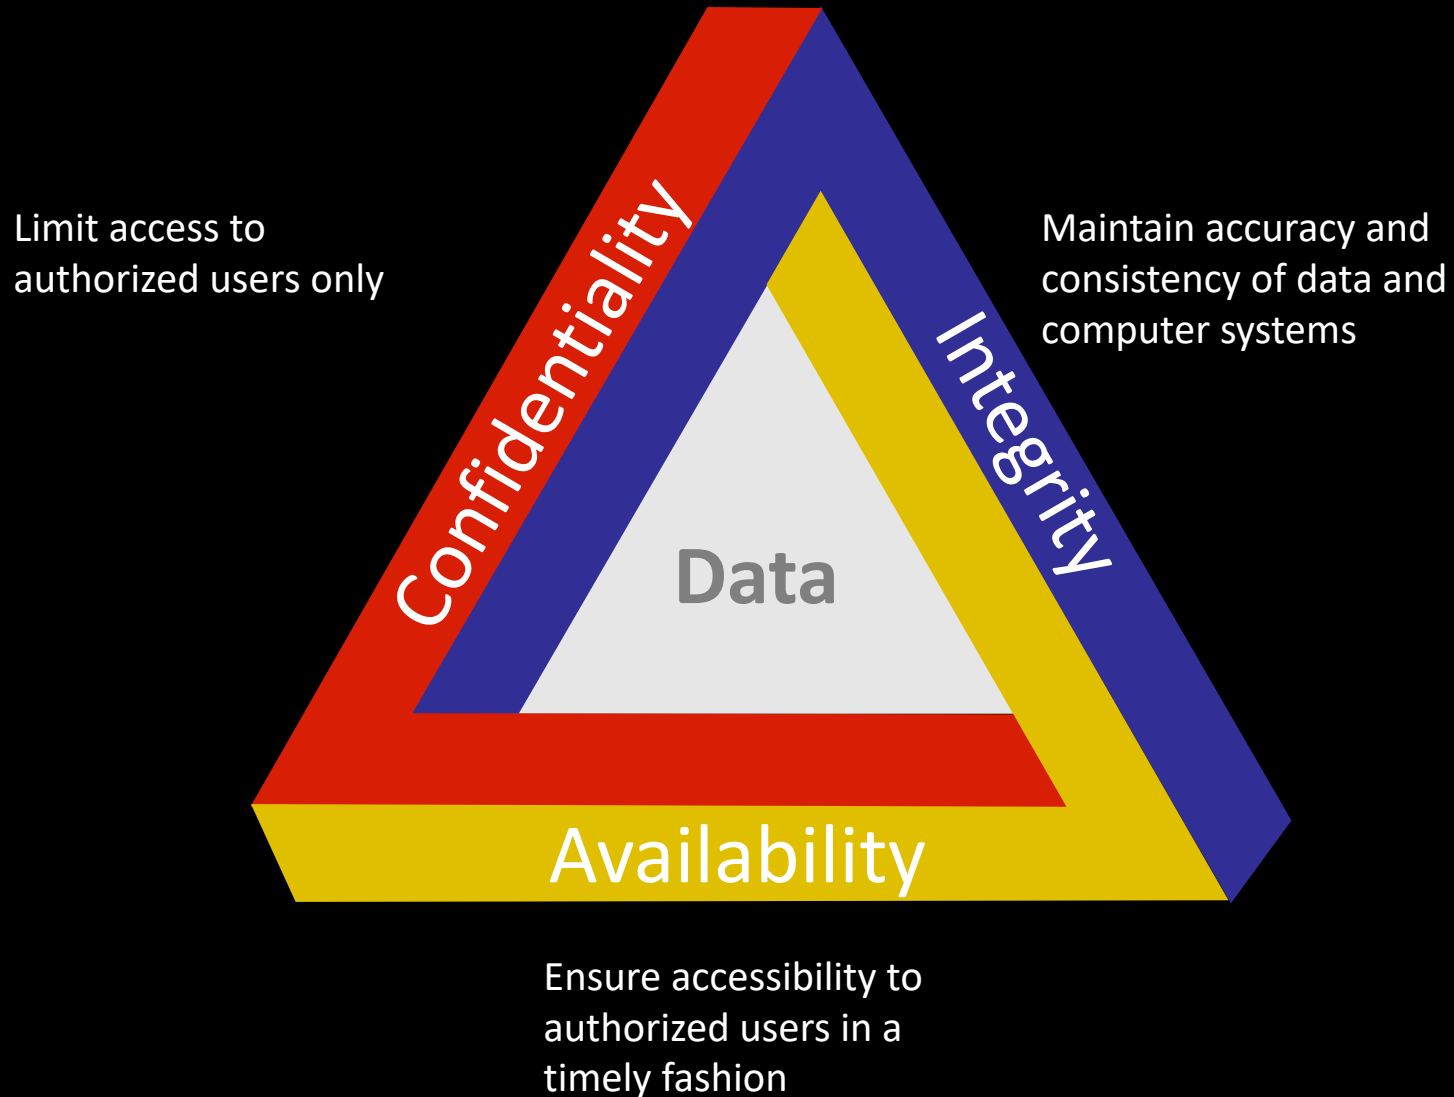 Limit access to
authorized users only
Confidentiality
Maintain accuracy and
consistency of data and
computer systems
Integrity
Data
Availability
Ensure accessibility to
authorized users in a
timely fashion